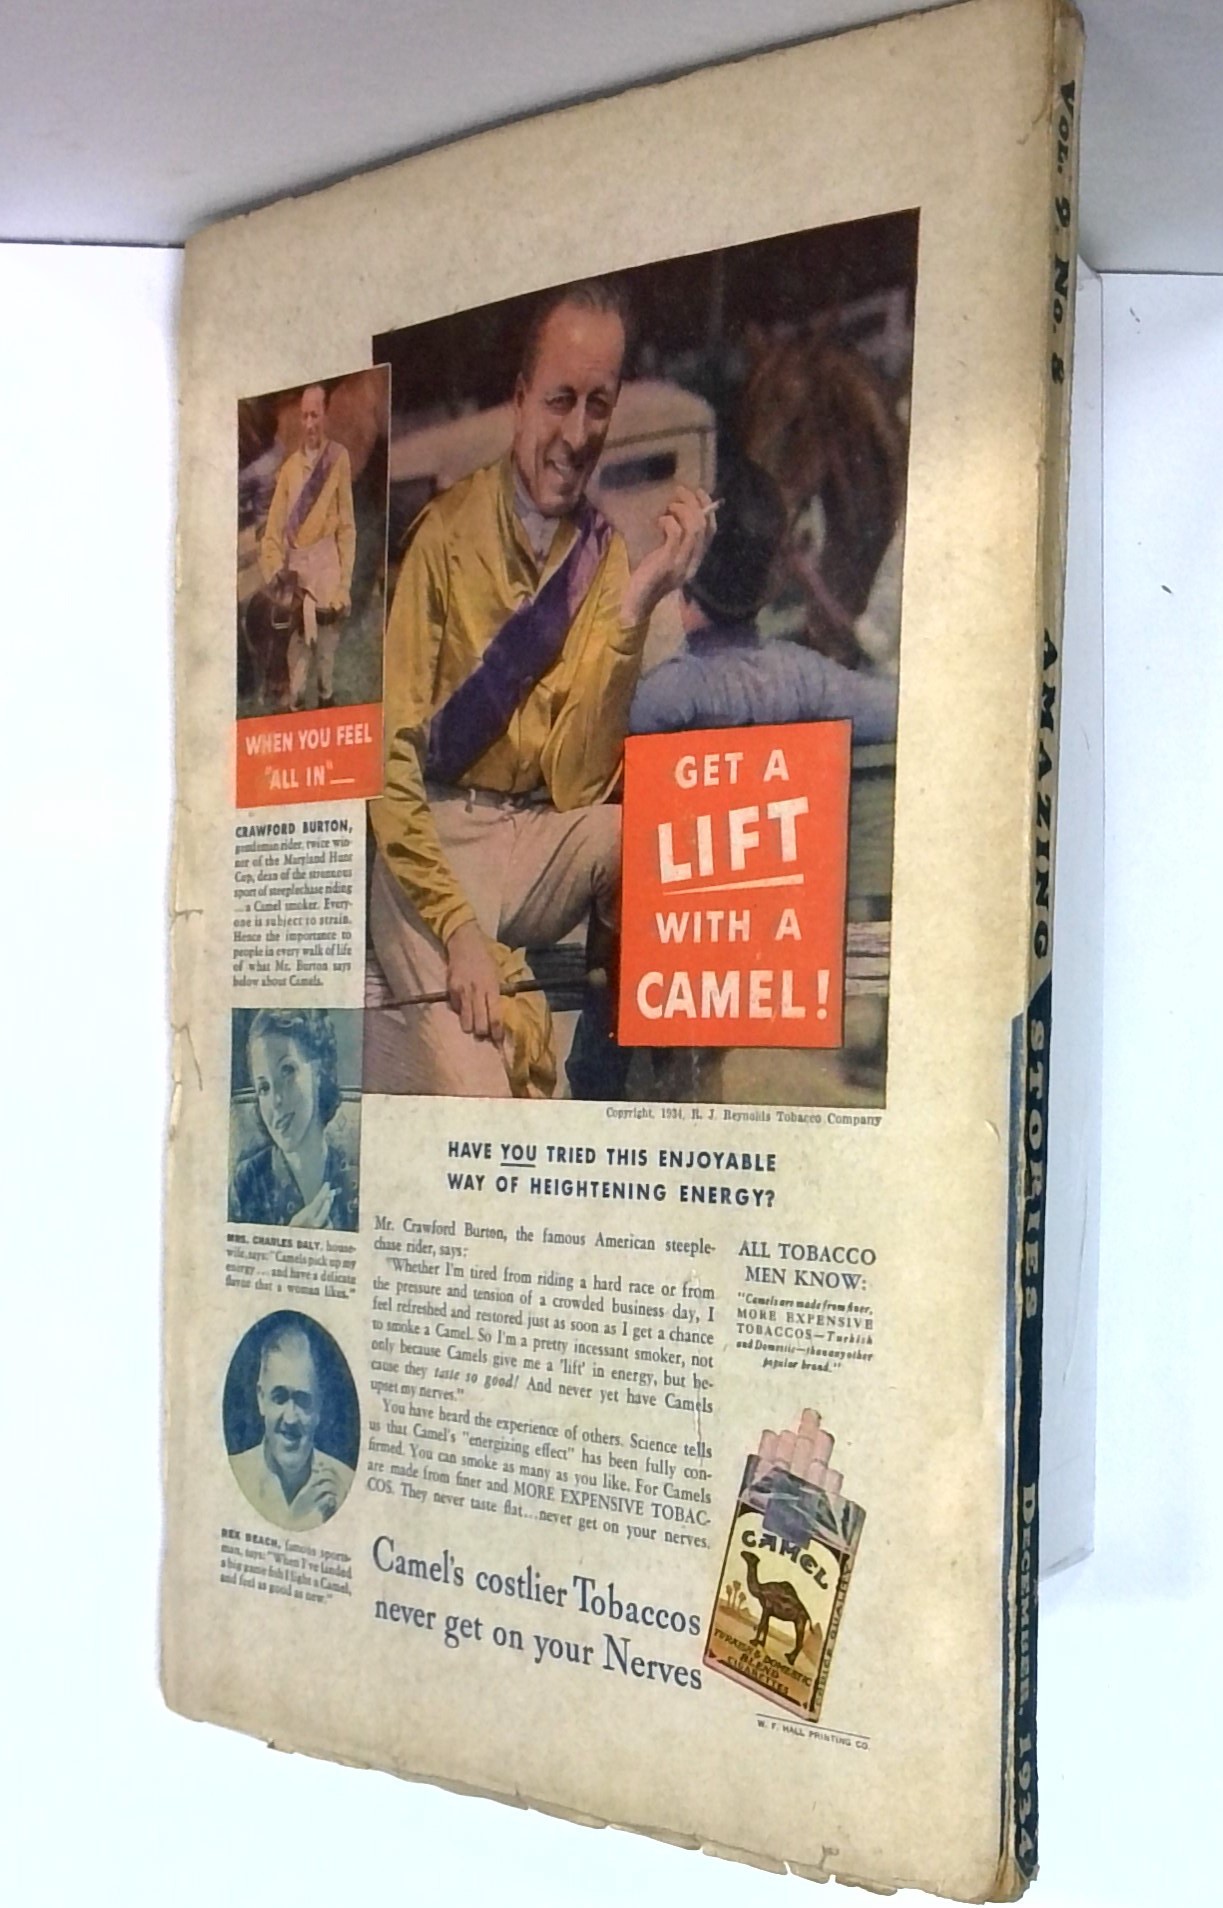 VOL. 9, No. 8 AMAZING STORIES DECEMBER, 1934
WHEN YOU FEEL
"ALL IN"—
GET A
LIFT
WITH A
CAMEL!
CRAWFORD BURTON,
gentleman rider, twice win-
ner of the Maryland Hunt
Cup, dean of the strenuous
sport of steeplechase riding
...a Camel smoker. Every-
one is subject to strain.
Hence the importance to
people in every walk of life
of what Mr. Burton says
below about Camels.
Copyright, 1934, R. J. Reynolds Tobacco Company
HAVE YOU TRIED THIS ENJOYABLE
WAY OF HEIGHTENING ENERGY?
MRS. CHARLES DALY, house-
wife, says: "Camels pick up my
energy...and have a delicate
flavor that a woman likes."
REX BEACH, famous sports-
man, says: "When I've landed
a big game fish I light a Camel,
and feel as good as new."
Mr. Crawford Burton, the famous American steeple-
chase rider, says:
"Whether I'm tired from riding a hard race or from
the pressure and tension of a crowded business day, I
feel refreshed and restored just as soon as I get a chance
to smoke a Camel. So I'm a pretty incessant smoker, not
only because Camels give me a 'lift' in energy, but be-
cause they taste so good! And never yet have Camels
upset my nerves."
You have heard the experience of others. Science tells
us that Camel's "energizing effect" has been fully con-
firmed. You can smoke as many as you like. For Camels
are made from finer and MORE EXPENSIVE TOBAC-
COS. They never taste flat...never get on your nerves.
ALL TOBACCO
MEN KNOW:
"Camels are made from finer,
MORE EXPENSIVE
TOBACCOS—Turkish
and Domestic—than any other
popular brand."
Camel's costlier Tobaccos
never get on your Nerves
CAMEL
TURKISH & DOMESTIC
BLEND
CIGARETTES
CHOICE QUALITY
W. F. HALL PRINTING CO.